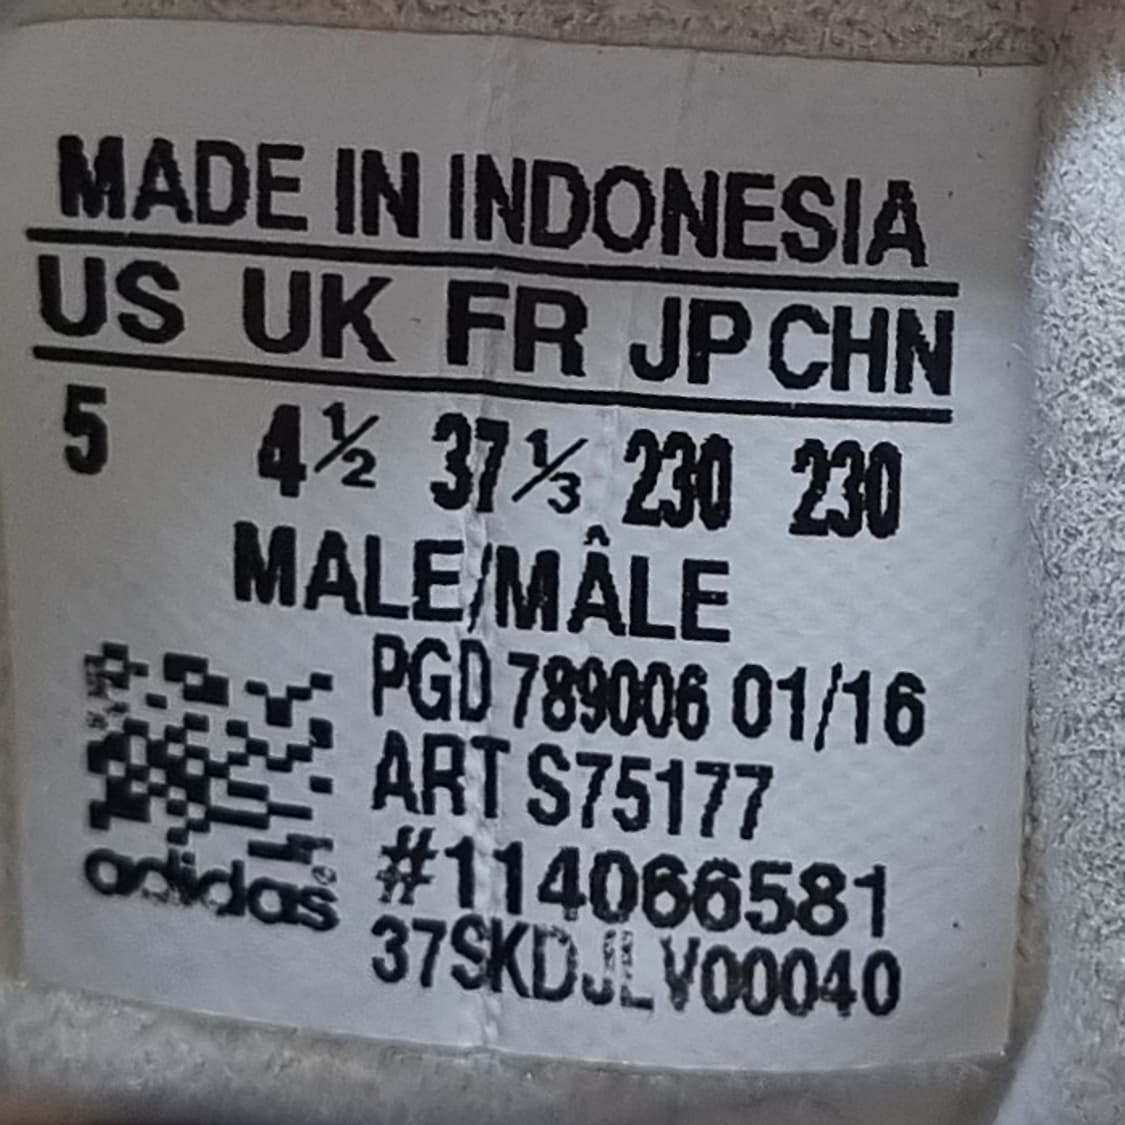 MADE IN INDONESIA
US UK FR JP CHN
5 4½ 37⅓ 230 230
MALE/MÂLE
PGD 789006 01/16
ART S75177
#114066581
adidas®
37SKDJLV00040